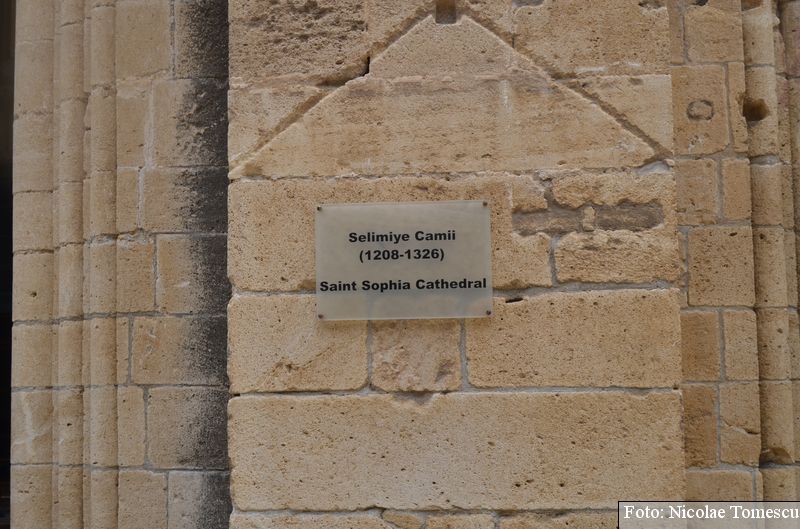 Selimiye Camii
(1208-1326)
Saint Sophia Cathedral
Foto: Nicolae Tomescu